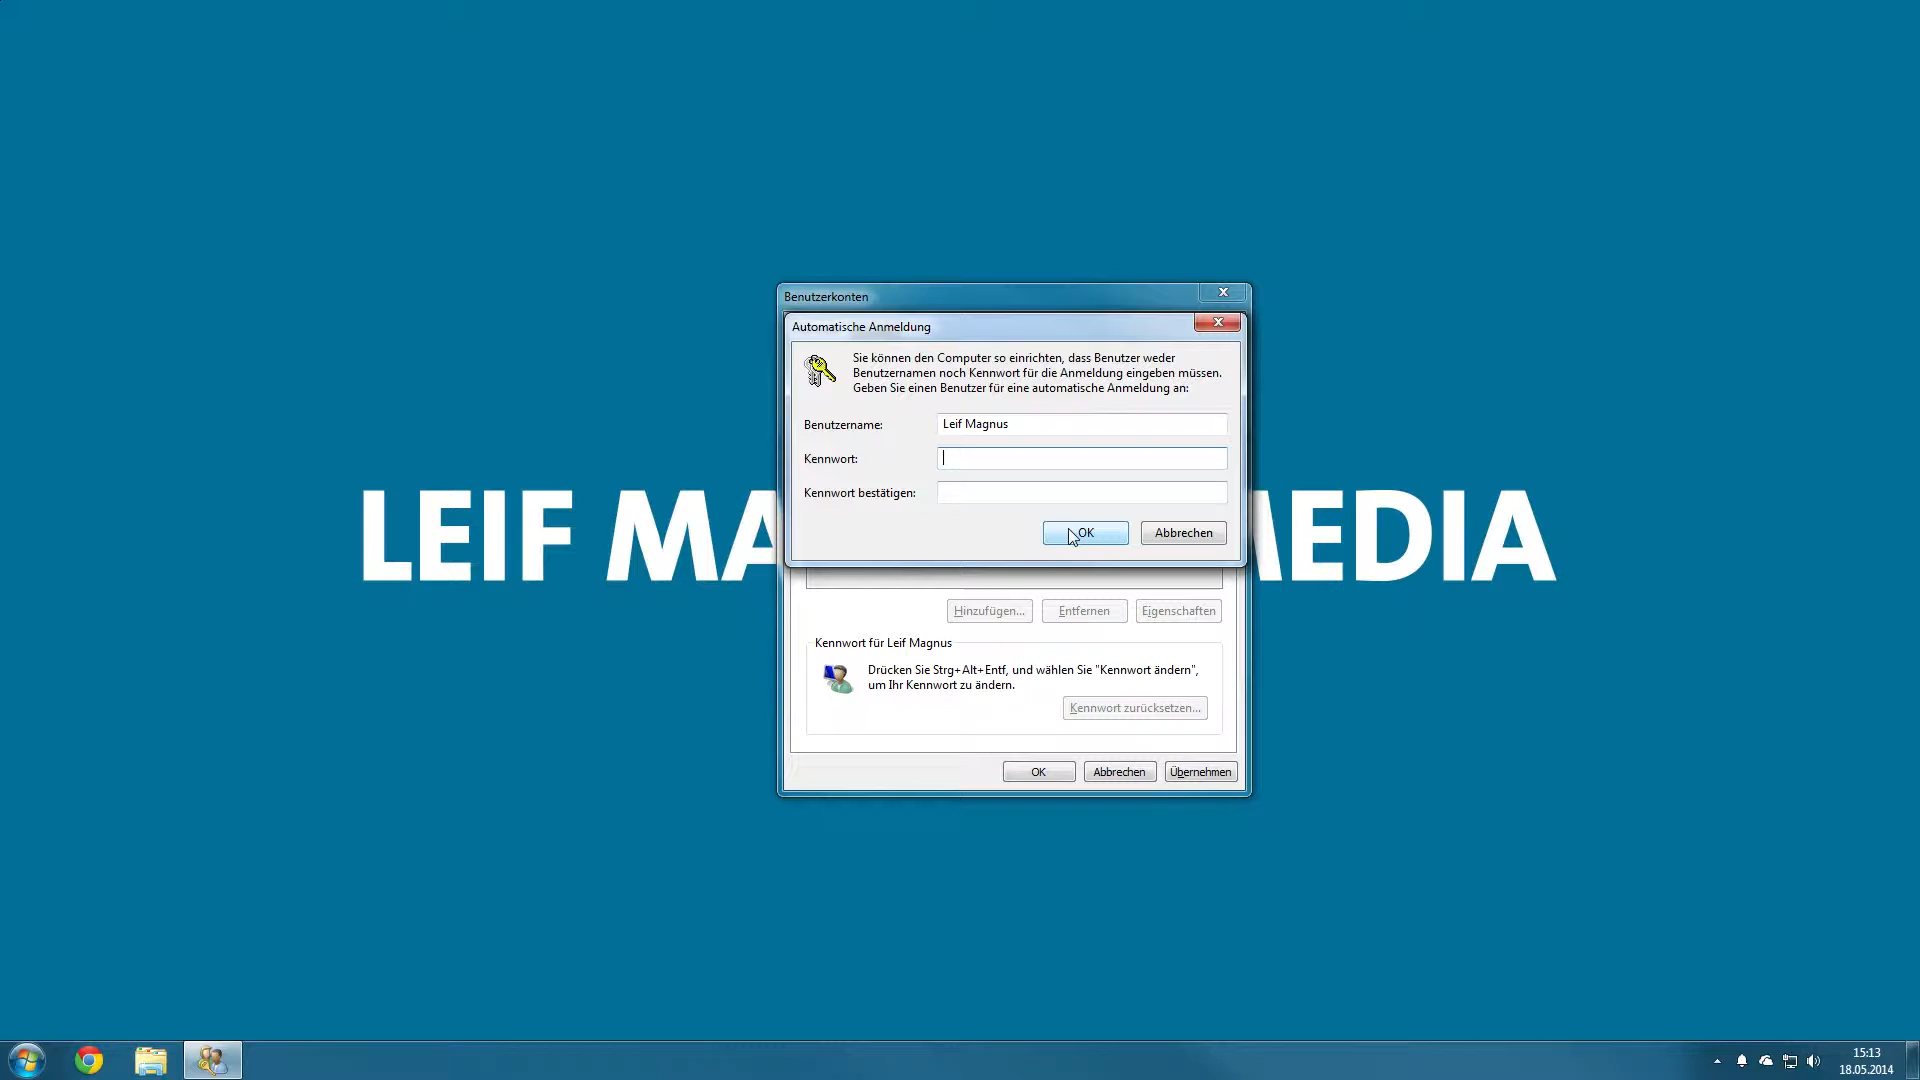 Benutzerkonten
Automatische Anmeldung
Sie können den Computer so einrichten, dass Benutzer weder
Benutzernamen noch Kennwort für die Anmeldung eingeben müssen.
Geben Sie einen Benutzer für eine automatische Anmeldung an:
Benutzername:
Leif Magnus
Kennwort:
Kennwort bestätigen:
LEIF MA
MEDIA
OK
Abbrechen
Hinzufügen...
Entfernen
Eigenschaften
Kennwort für Leif Magnus
Drücken Sie Strg+Alt+Entf, und wählen Sie "Kennwort ändern",
um Ihr Kennwort zu ändern.
Kennwort zurücksetzen...
OK
Abbrechen
Übernehmen
15:13
18.05.2014